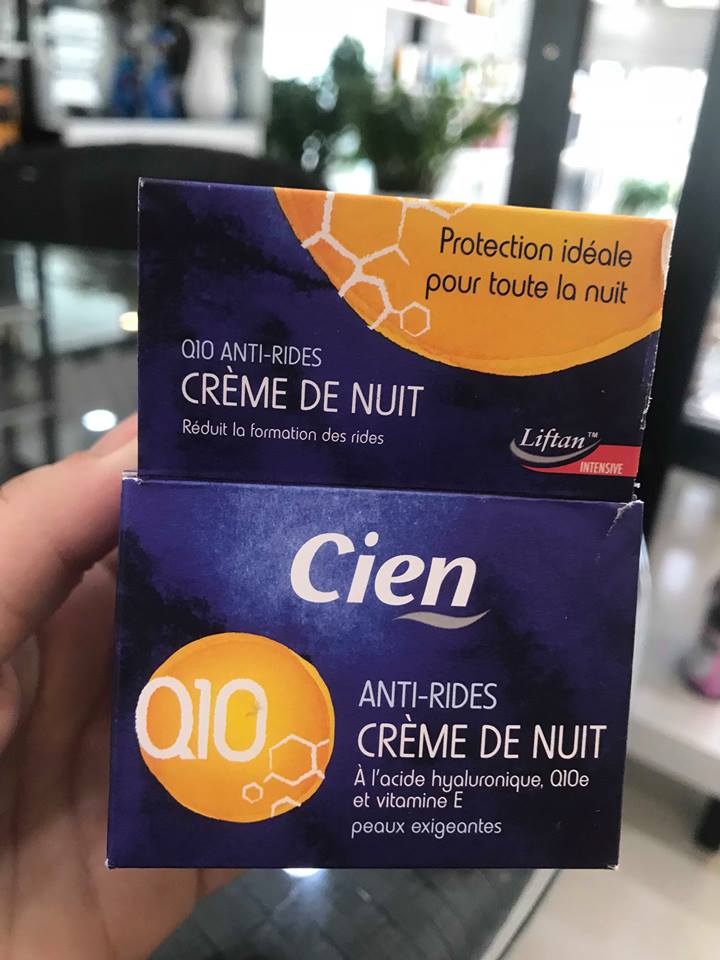 Protection idéale
pour toute la nuit
Q10 ANTI-RIDES
CRÈME DE NUIT
Réduit la formation des rides
Liftan™
INTENSIVE
Cien
Q10
ANTI-RIDES
CRÈME DE NUIT
À l'acide hyaluronique, Q10e
et vitamine E
peaux exigeantes